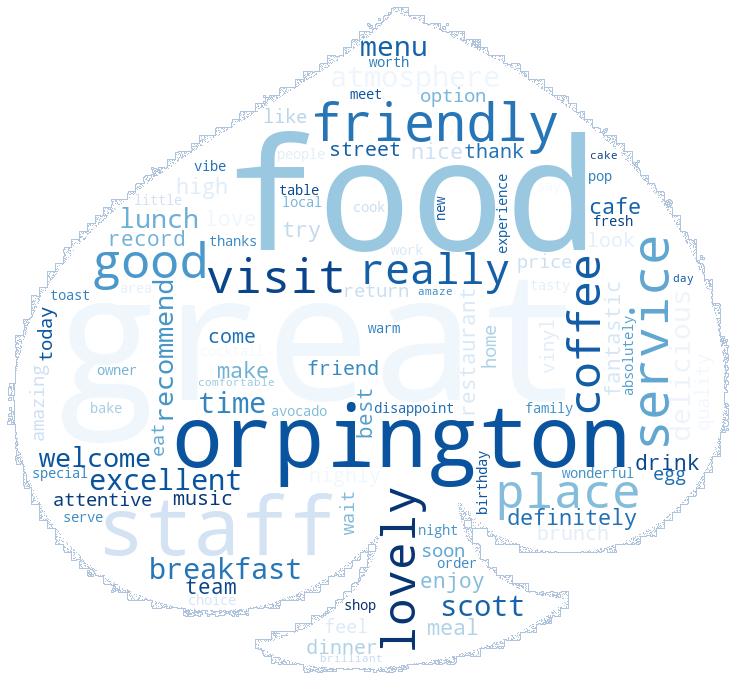 menu
worth
atmosphere
meet
option
like
friendly
people
street
nice
thank
cake
food
vibe
high
table
local
cook
new
experience
say
pop
little
cafe
fresh
lunch
love
try
record
thanks
work
look
good
visit
really
price
coffee
service
day
toast
area
recommend
return
amaze
tasty
great
restaurant
fantastic
delicious
today
come
warm
home
vinyl
absolutely
owner
make
friend
comfortable
quality
amazing
bake
time
avocado
best
disappoint
family
orpington
eat
welcome
special
excellent
highly
birthday
wonderful
drink
egg
attentive
music
place
serve
staff
wait
lovely
night
definitely
brunch
breakfast
soon
order
team
enjoy
choice
shop
scott
feel
meal
dinner
brilliant